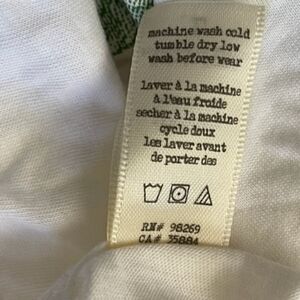 machine wash cold
tumble dry low
wash before wear
laver à la machine
à l'eau froide
secher à la machine
cycle doux
les laver avant
de porter des
RN# 98269
CA# 35884